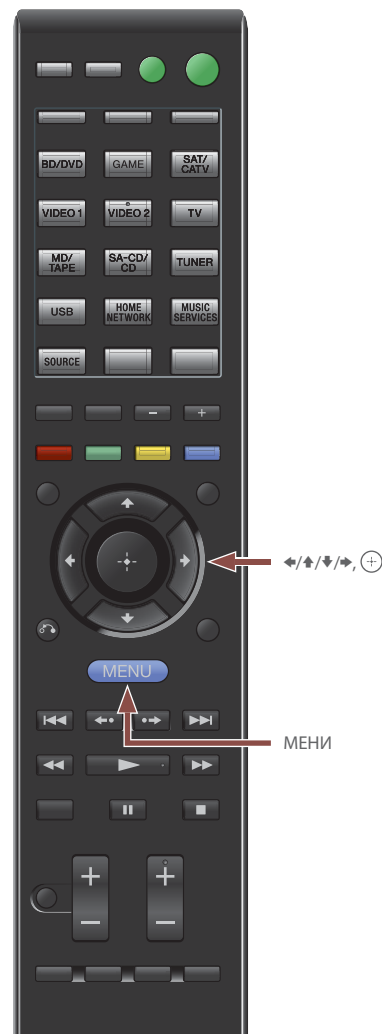 BD/DVD GAME SAT/
CATV
VIDEO 1 VIDEO 2 TV
MD/
TAPE SA-CD/
CD TUNER
USB HOME
NETWORK MUSIC
SERVICES
SOURCE
− +
←/↑/↓/→, ⊕
MENU
МЕНИ
+ +
− −